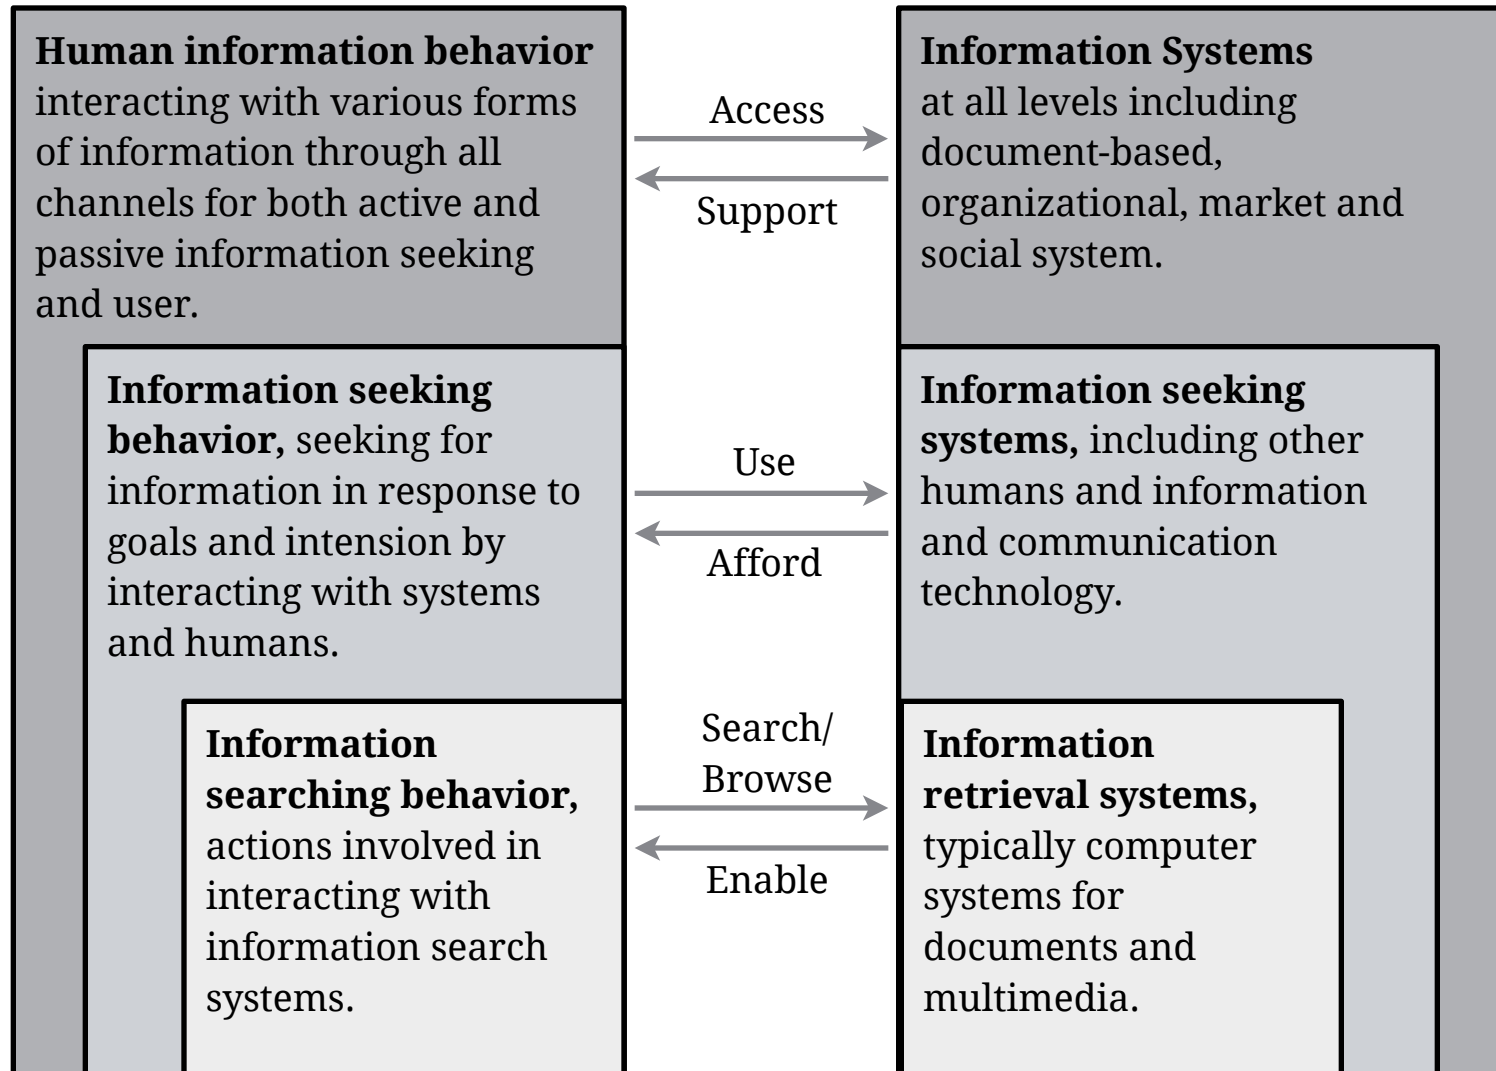 Human information behavior
interacting with various forms
of information through all
channels for both active and
passive information seeking
and user.
Access
Support
Information Systems
at all levels including
document-based,
organizational, market and
social system.
Information seeking
behavior, seeking for
information in response to
goals and intension by
interacting with systems
and humans.
Use
Afford
Information seeking
systems, including other
humans and information
and communication
technology.
Information
searching behavior,
actions involved in
interacting with
information search
systems.
Search/
Browse
Enable
Information
retrieval systems,
typically computer
systems for
documents and
multimedia.